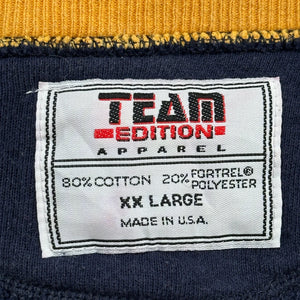 TEAM
EDITION
APPAREL
80% COTTON 20% FORTREL®
POLYESTER
XX LARGE
MADE IN U.S.A.